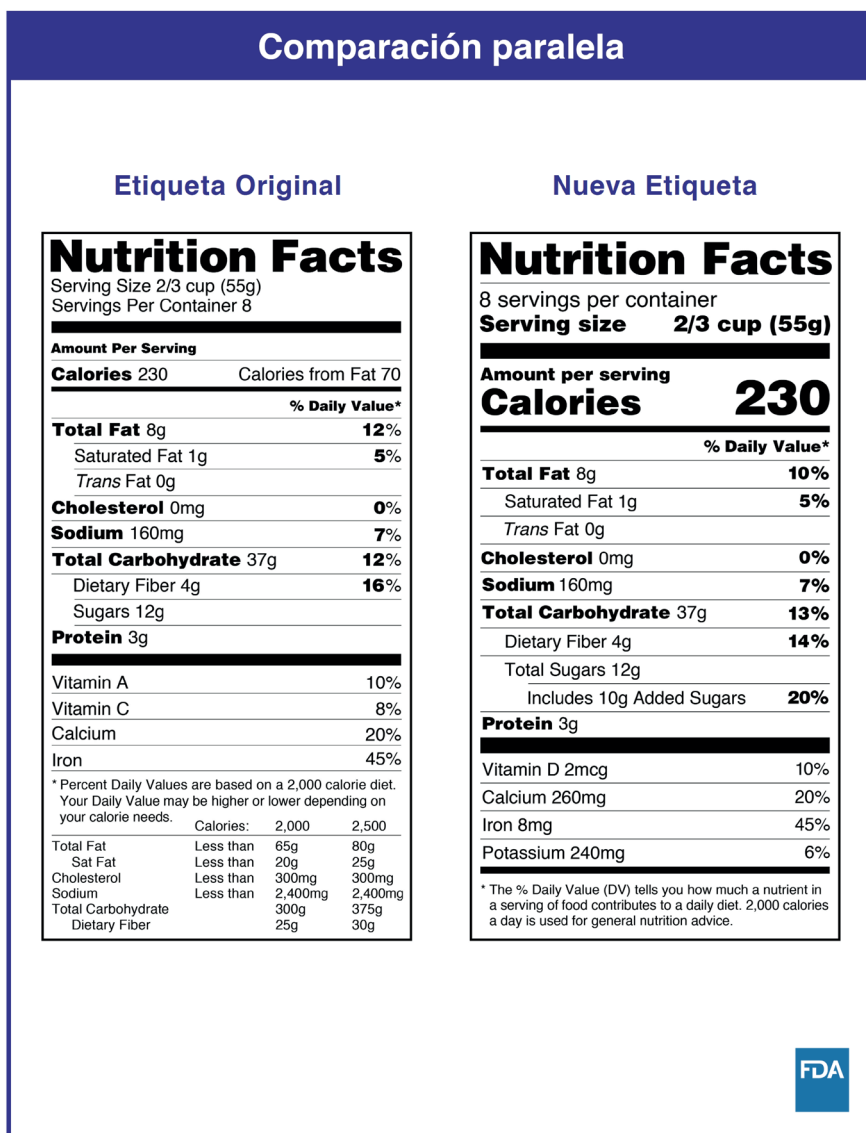 Comparación paralela
Etiqueta Original
Nutrition Facts
Serving Size 2/3 cup (55g)
Servings Per Container 8
Amount Per Serving
Calories 230 Calories from Fat 70
% Daily Value*
Total Fat 8g 12%
Saturated Fat 1g 5%
Trans Fat 0g
Cholesterol 0mg 0%
Sodium 160mg 7%
Total Carbohydrate 37g 12%
Dietary Fiber 4g 16%
Sugars 12g
Protein 3g
Vitamin A 10%
Vitamin C 8%
Calcium 20%
Iron 45%
* Percent Daily Values are based on a 2,000 calorie diet.
Your Daily Value may be higher or lower depending on
your calorie needs.
Calories: 2,000 2,500
Total Fat Less than 65g 80g
Sat Fat Less than 20g 25g
Cholesterol Less than 300mg 300mg
Sodium Less than 2,400mg 2,400mg
Total Carbohydrate 300g 375g
Dietary Fiber 25g 30g
Nueva Etiqueta
Nutrition Facts
8 servings per container
Serving size 2/3 cup (55g)
Amount per serving
Calories 230
% Daily Value*
Total Fat 8g 10%
Saturated Fat 1g 5%
Trans Fat 0g
Cholesterol 0mg 0%
Sodium 160mg 7%
Total Carbohydrate 37g 13%
Dietary Fiber 4g 14%
Total Sugars 12g
Includes 10g Added Sugars 20%
Protein 3g
Vitamin D 2mcg 10%
Calcium 260mg 20%
Iron 8mg 45%
Potassium 240mg 6%
* The % Daily Value (DV) tells you how much a nutrient in
a serving of food contributes to a daily diet. 2,000 calories
a day is used for general nutrition advice.
FDA